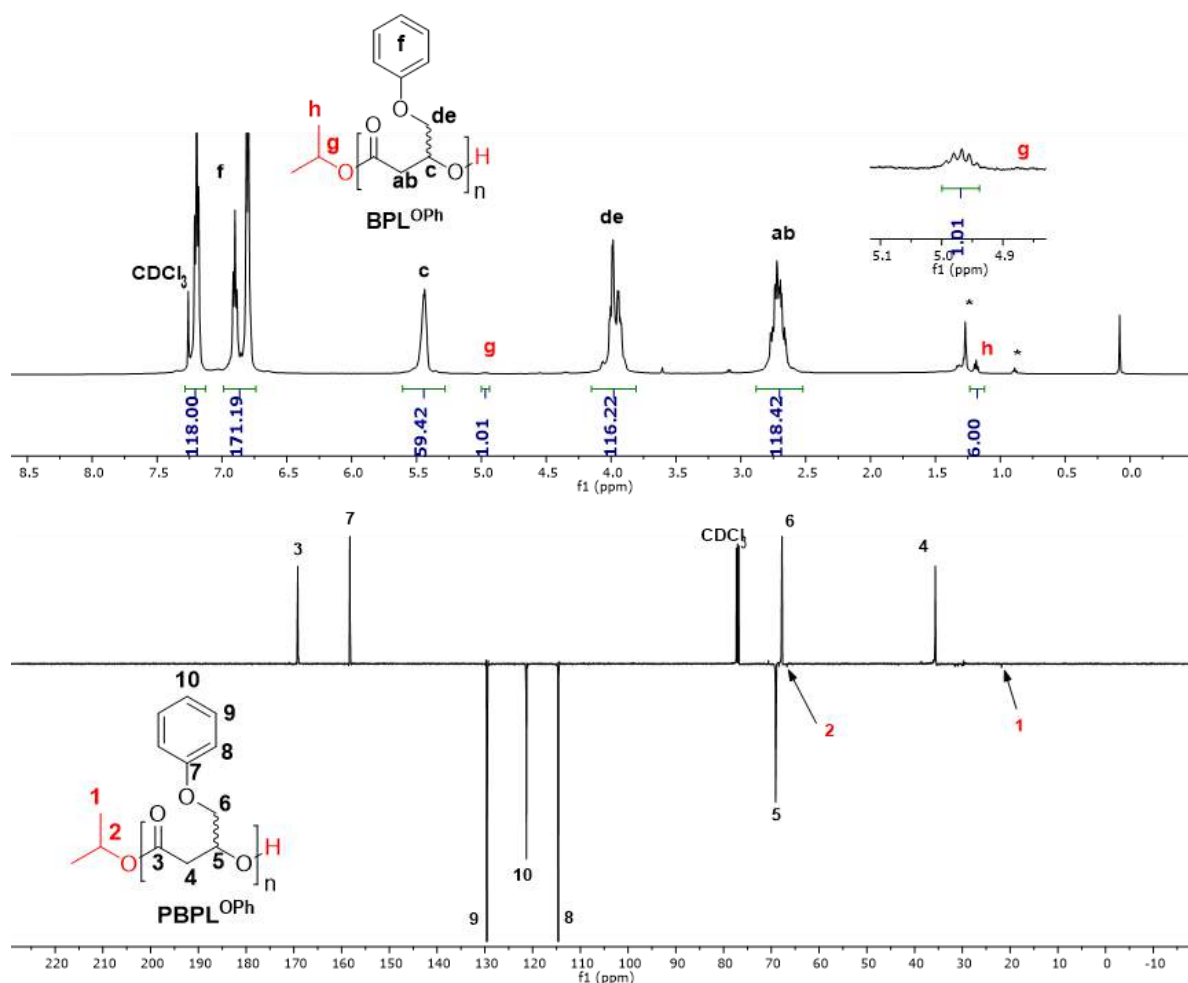 f
h
O
O
de
g
H
O
c
O
n
ab
BPL^OPh
f
CDCl3
c
g
de
ab
*
h
*
g
1.01
5.1 5.0 4.9
f1 (ppm)
118.00
171.19
59.42
1.01
116.22
118.42
6.00
8.5 8.0 7.5 7.0 6.5 6.0 5.5 5.0 4.5 4.0 3.5 3.0 2.5 2.0 1.5 1.0 0.5 0.0
f1 (ppm)
3
7
CDCl3
6
4
2
1
5
10
9
8
10
9
8
7
O
6
1
O
2
H
O
3
5
O
4
n
PBPL^OPh
220 210 200 190 180 170 160 150 140 130 120 110 100 90 80 70 60 50 40 30 20 10 0 -10
f1 (ppm)